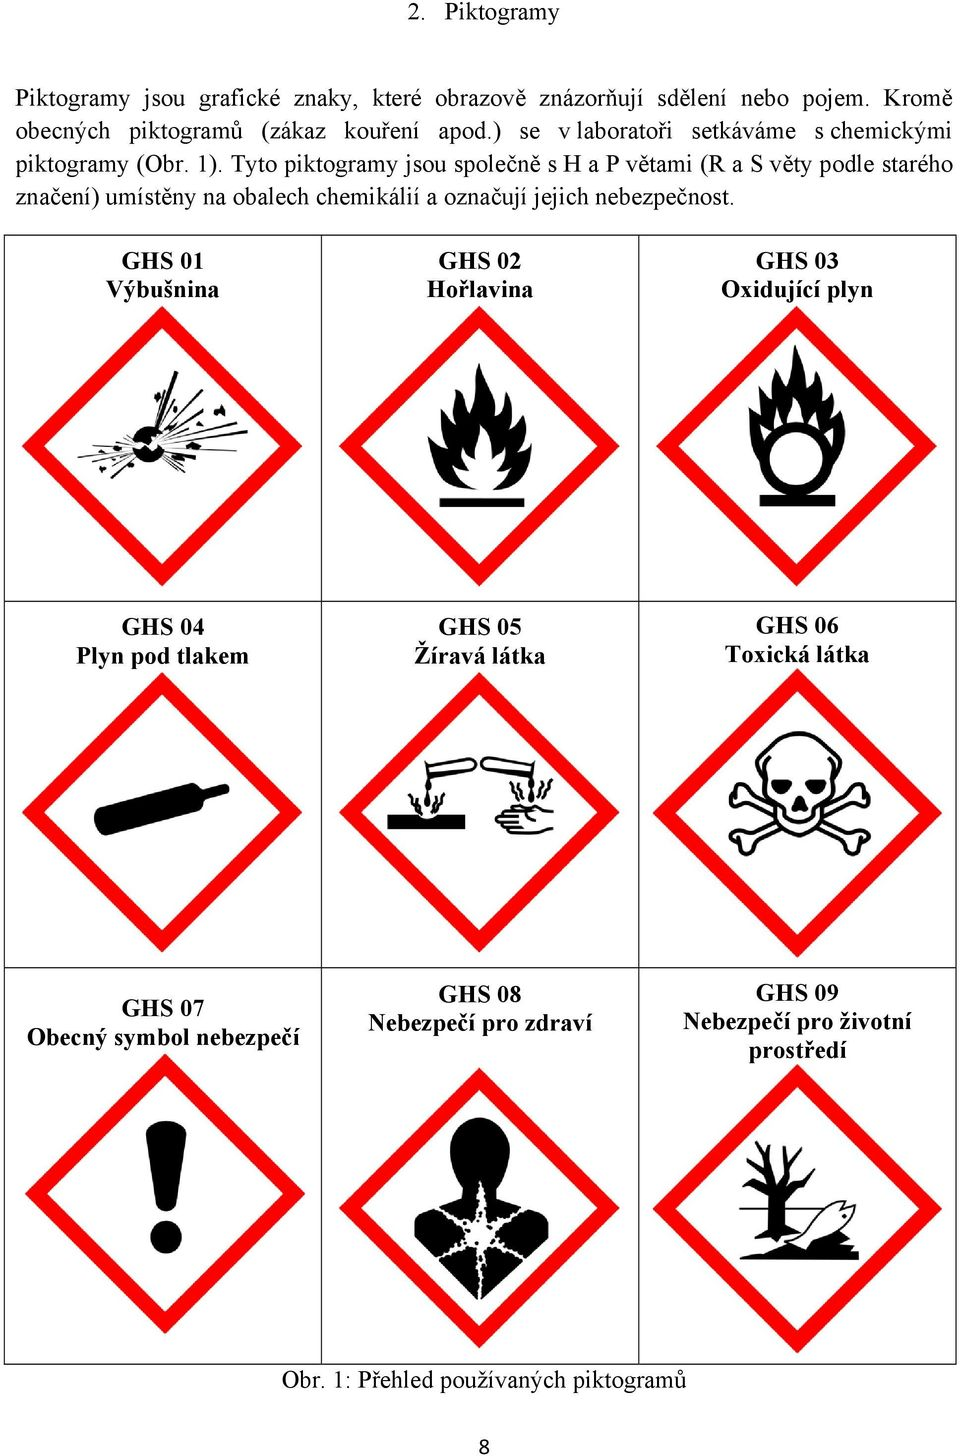 2. Piktogramy
Piktogramy jsou grafické znaky, které obrazově znázorňují sdělení nebo pojem. Kromě
obecných piktogramů (zákaz kouření apod.) se v laboratoři setkáváme s chemickými
piktogramy (Obr. 1). Tyto piktogramy jsou společně s H a P větami (R a S věty podle starého
značení) umístěny na obalech chemikálií a označují jejich nebezpečnost.
GHS 01
Výbušnina
GHS 02
Hořlavina
GHS 03
Oxidující plyn
GHS 04
Plyn pod tlakem
GHS 05
Žíravá látka
GHS 06
Toxická látka
GHS 07
Obecný symbol nebezpečí
GHS 08
Nebezpečí pro zdraví
GHS 09
Nebezpečí pro životní
prostředí
Obr. 1: Přehled používaných piktogramů
8